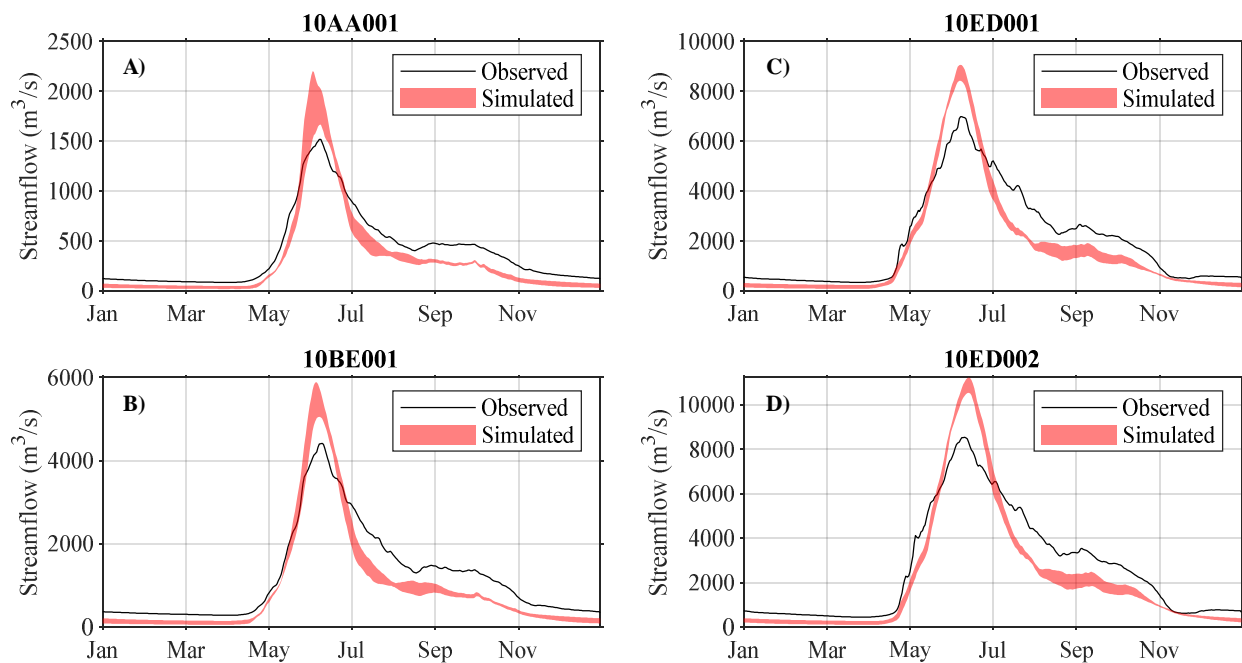 10AA001
A)
Observed
Simulated
Streamflow (m³/s)
2500
2000
1500
1000
500
0
Jan Mar May Jul Sep Nov
10ED001
C)
Observed
Simulated
Streamflow (m³/s)
10000
8000
6000
4000
2000
0
Jan Mar May Jul Sep Nov
10BE001
B)
Observed
Simulated
Streamflow (m³/s)
6000
4000
2000
0
Jan Mar May Jul Sep Nov
10ED002
D)
Observed
Simulated
Streamflow (m³/s)
10000
8000
6000
4000
2000
0
Jan Mar May Jul Sep Nov